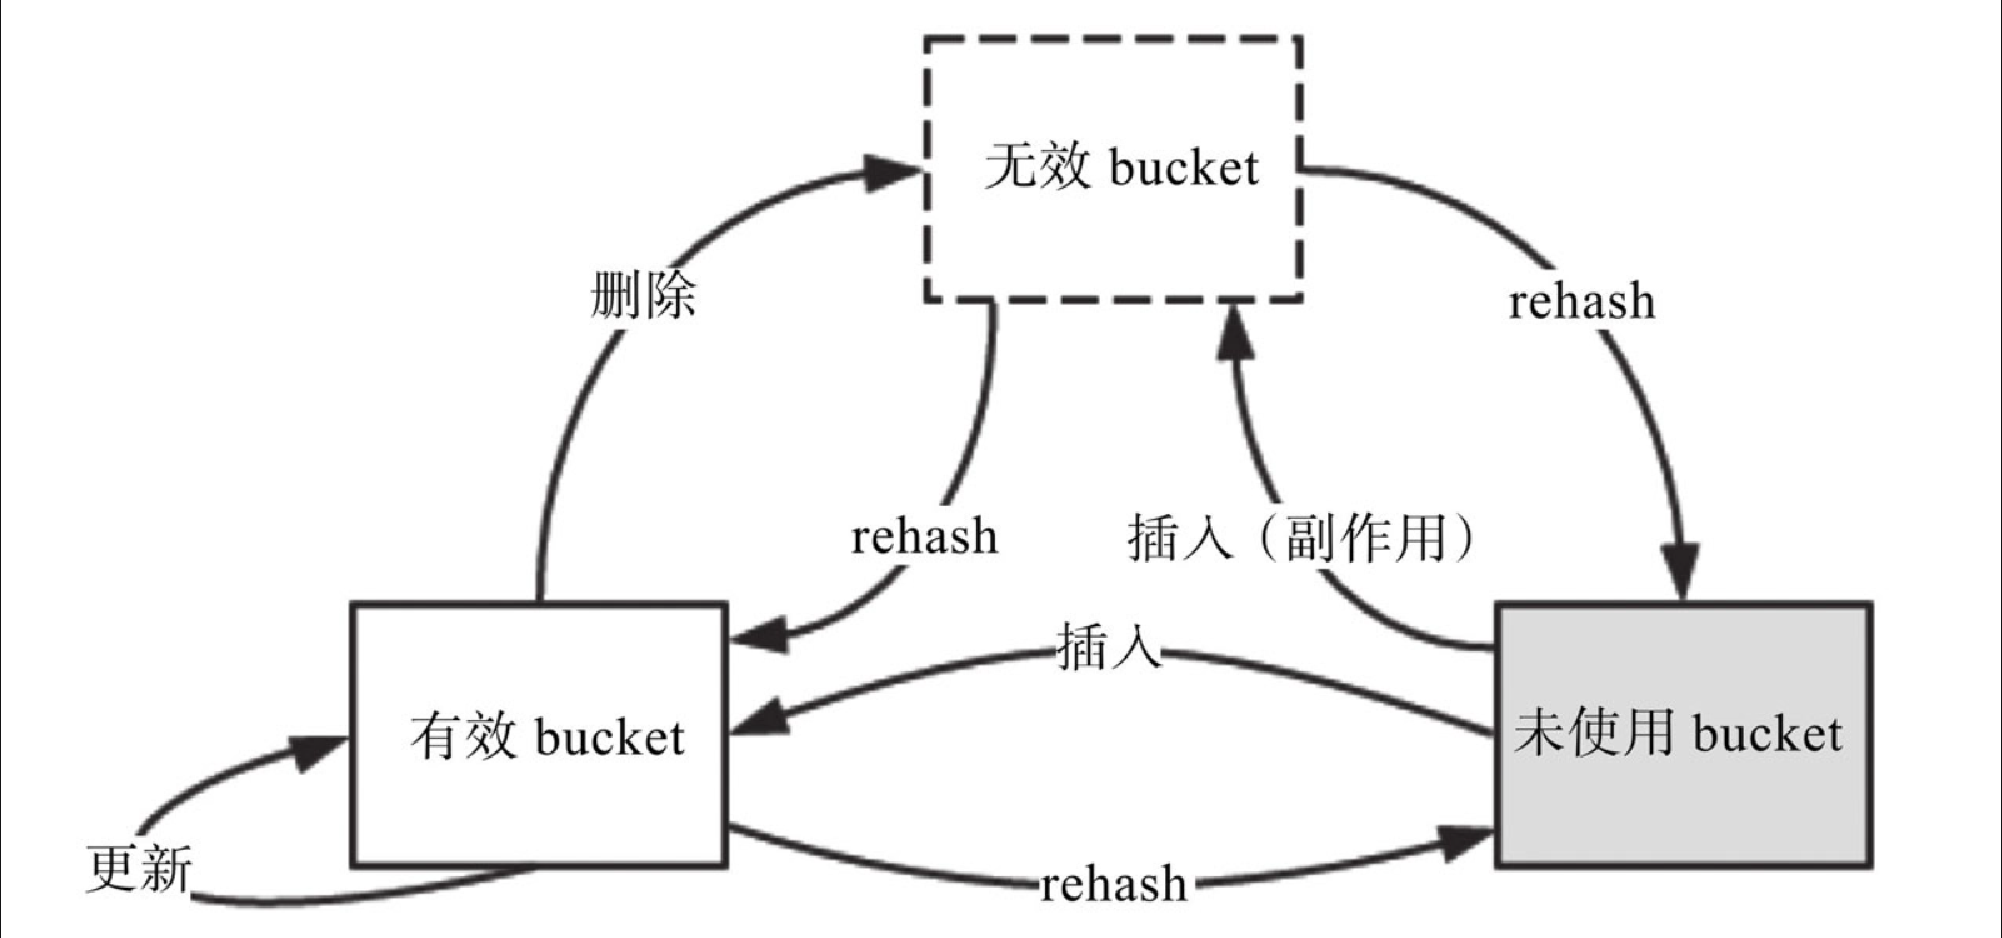 无效 bucket
删除
rehash
rehash
插入（副作用）
插入
有效 bucket
未使用 bucket
更新
rehash